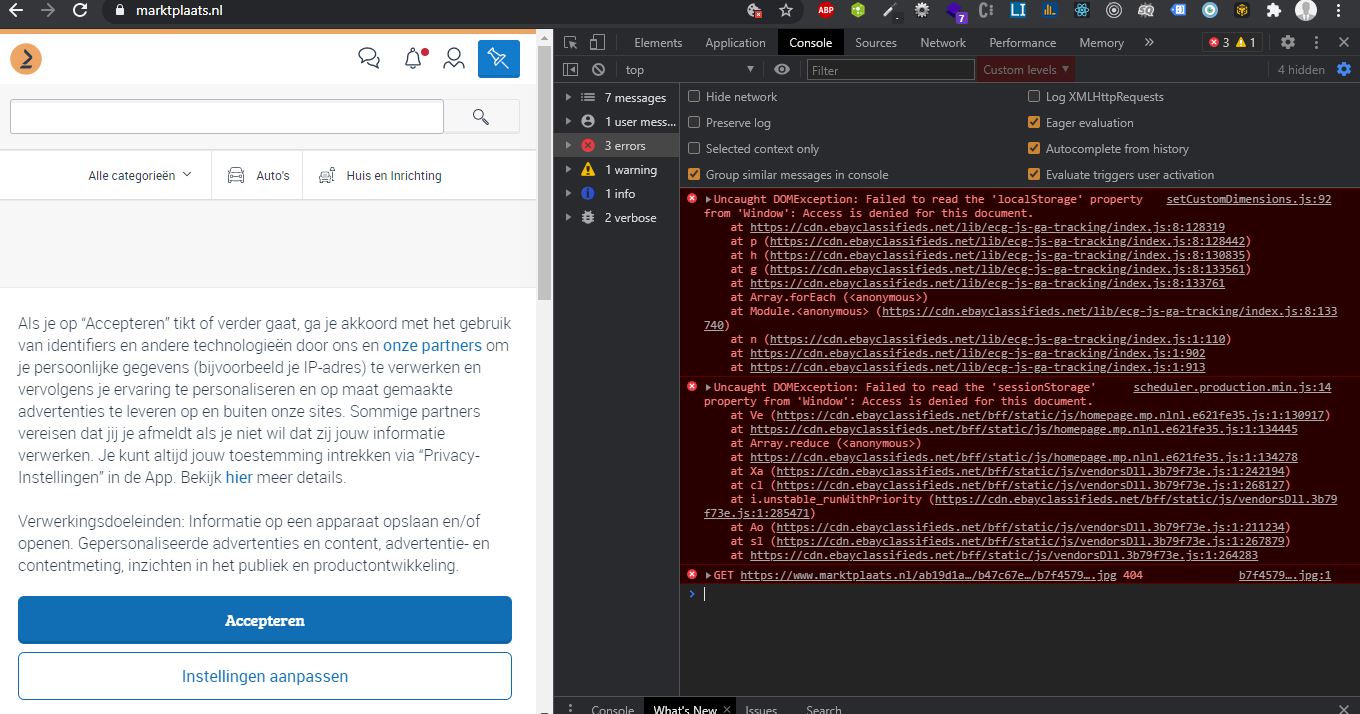 marktplaats.nl
ABP
7
LI
SQ
Elements Application Console Sources Network Performance Memory » 3 1
top Filter Custom levels 4 hidden
Alle categorieën Auto's Huis en Inrichting
Als je op “Accepteren” tikt of verder gaat, ga je akkoord met het gebruik
van identifiers en andere technologieën door ons en onze partners om
je persoonlijke gegevens (bijvoorbeeld je IP-adres) te verwerken en
vervolgens je ervaring te personaliseren en op maat gemaakte
advertenties te leveren op en buiten onze sites. Sommige partners
vereisen dat jij je afmeldt als je niet wil dat zij jouw informatie
verwerken. Je kunt altijd jouw toestemming intrekken via “Privacy-
Instellingen” in de App. Bekijk hier meer details.
Verwerkingsdoeleinden: Informatie op een apparaat opslaan en/of
openen. Gepersonaliseerde advertenties en content, advertentie- en
contentmeting, inzichten in het publiek en productontwikkeling.
Accepteren
Instellingen aanpassen
7 messages
1 user mess...
3 errors
1 warning
1 info
2 verbose
Hide network Log XMLHttpRequests
Preserve log Eager evaluation
Selected context only Autocomplete from history
Group similar messages in console Evaluate triggers user activation
Uncaught DOMException: Failed to read the 'localStorage' property setCustomDimensions.js:92
from 'Window': Access is denied for this document.
at https://cdn.ebayclassifieds.net/lib/ecg-js-ga-tracking/index.js:8:128319
at p (https://cdn.ebayclassifieds.net/lib/ecg-js-ga-tracking/index.js:8:128442)
at h (https://cdn.ebayclassifieds.net/lib/ecg-js-ga-tracking/index.js:8:130835)
at g (https://cdn.ebayclassifieds.net/lib/ecg-js-ga-tracking/index.js:8:133561)
at https://cdn.ebayclassifieds.net/lib/ecg-js-ga-tracking/index.js:8:133761
at Array.forEach (<anonymous>)
at Module.<anonymous> (https://cdn.ebayclassifieds.net/lib/ecg-js-ga-tracking/index.js:8:133
740)
at n (https://cdn.ebayclassifieds.net/lib/ecg-js-ga-tracking/index.js:1:110)
at https://cdn.ebayclassifieds.net/lib/ecg-js-ga-tracking/index.js:1:902
at https://cdn.ebayclassifieds.net/lib/ecg-js-ga-tracking/index.js:1:913
Uncaught DOMException: Failed to read the 'sessionStorage' scheduler.production.min.js:14
property from 'Window': Access is denied for this document.
at Ve (https://cdn.ebayclassifieds.net/bff/static/js/homepage.mp.nlnl.e621fe35.js:1:130917)
at https://cdn.ebayclassifieds.net/bff/static/js/homepage.mp.nlnl.e621fe35.js:1:134445
at Array.reduce (<anonymous>)
at https://cdn.ebayclassifieds.net/bff/static/js/homepage.mp.nlnl.e621fe35.js:1:134278
at Xa (https://cdn.ebayclassifieds.net/bff/static/js/vendorsDll.3b79f73e.js:1:242194)
at cl (https://cdn.ebayclassifieds.net/bff/static/js/vendorsDll.3b79f73e.js:1:268127)
at i.unstable_runWithPriority (https://cdn.ebayclassifieds.net/bff/static/js/vendorsDll.3b79
f73e.js:1:285471)
at Ao (https://cdn.ebayclassifieds.net/bff/static/js/vendorsDll.3b79f73e.js:1:211234)
at sl (https://cdn.ebayclassifieds.net/bff/static/js/vendorsDll.3b79f73e.js:1:267879)
at https://cdn.ebayclassifieds.net/bff/static/js/vendorsDll.3b79f73e.js:1:264283
GET https://www.marktplaats.nl/ab19d1a…/b47c67e…/b7f4579….jpg 404 b7f4579….jpg:1
Console What's New Issues Search